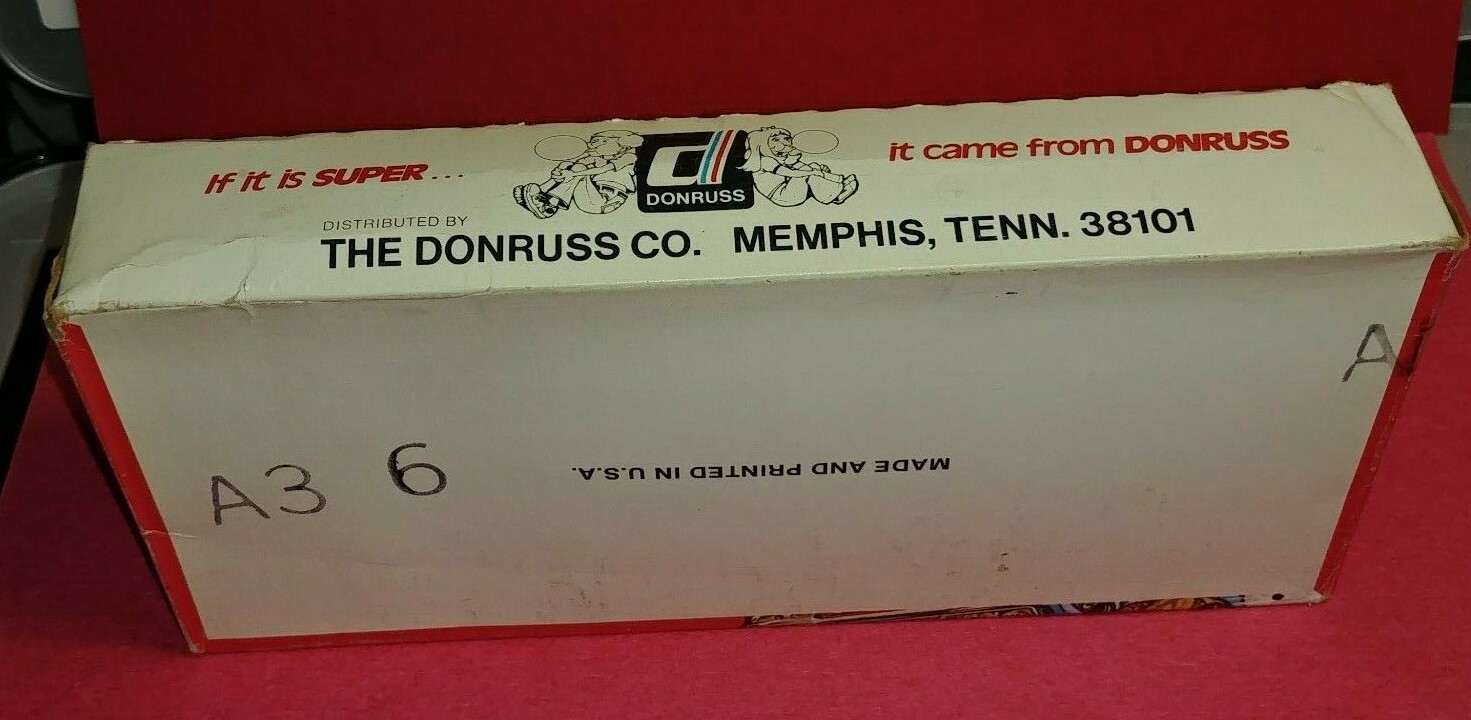 If it is SUPER... it came from DONRUSS
DONRUSS
DISTRIBUTED BY
THE DONRUSS CO. MEMPHIS, TENN. 38101
A
A3 6
MADE AND PRINTED IN U.S.A.